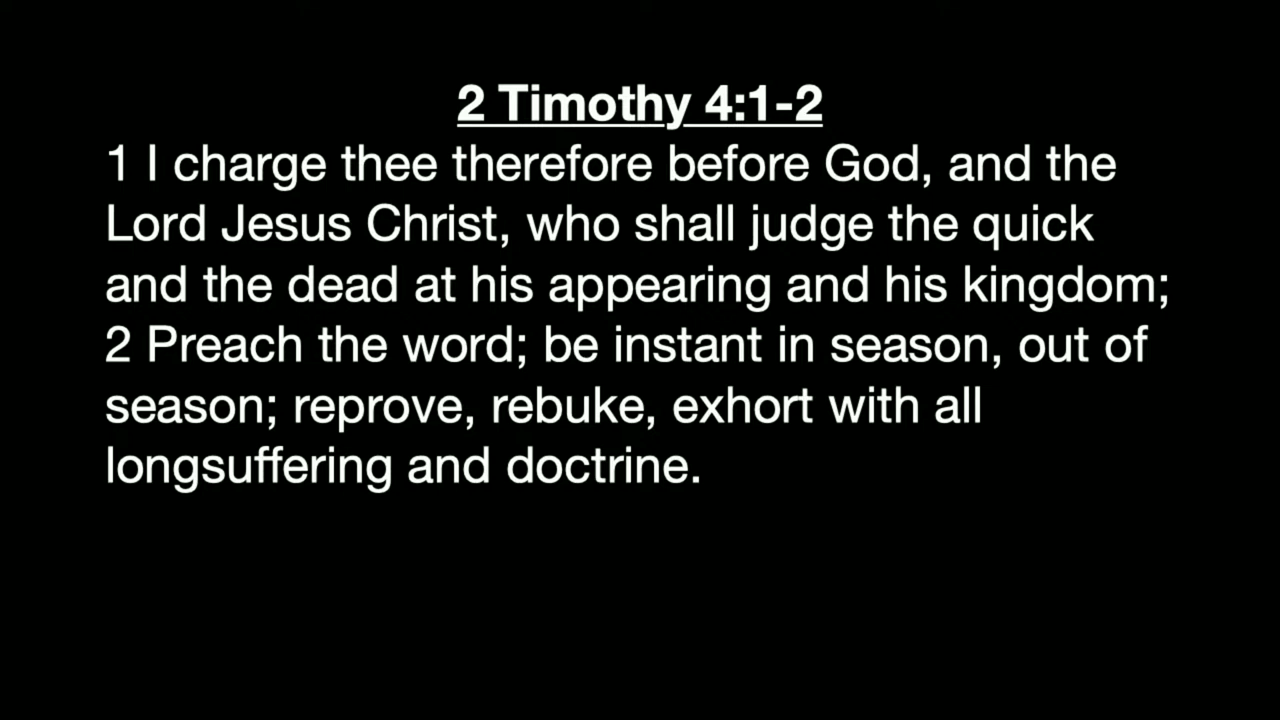 2 Timothy 4:1-2
1 I charge thee therefore before God, and the
Lord Jesus Christ, who shall judge the quick
and the dead at his appearing and his kingdom;
2 Preach the word; be instant in season, out of
season; reprove, rebuke, exhort with all
longsuffering and doctrine.